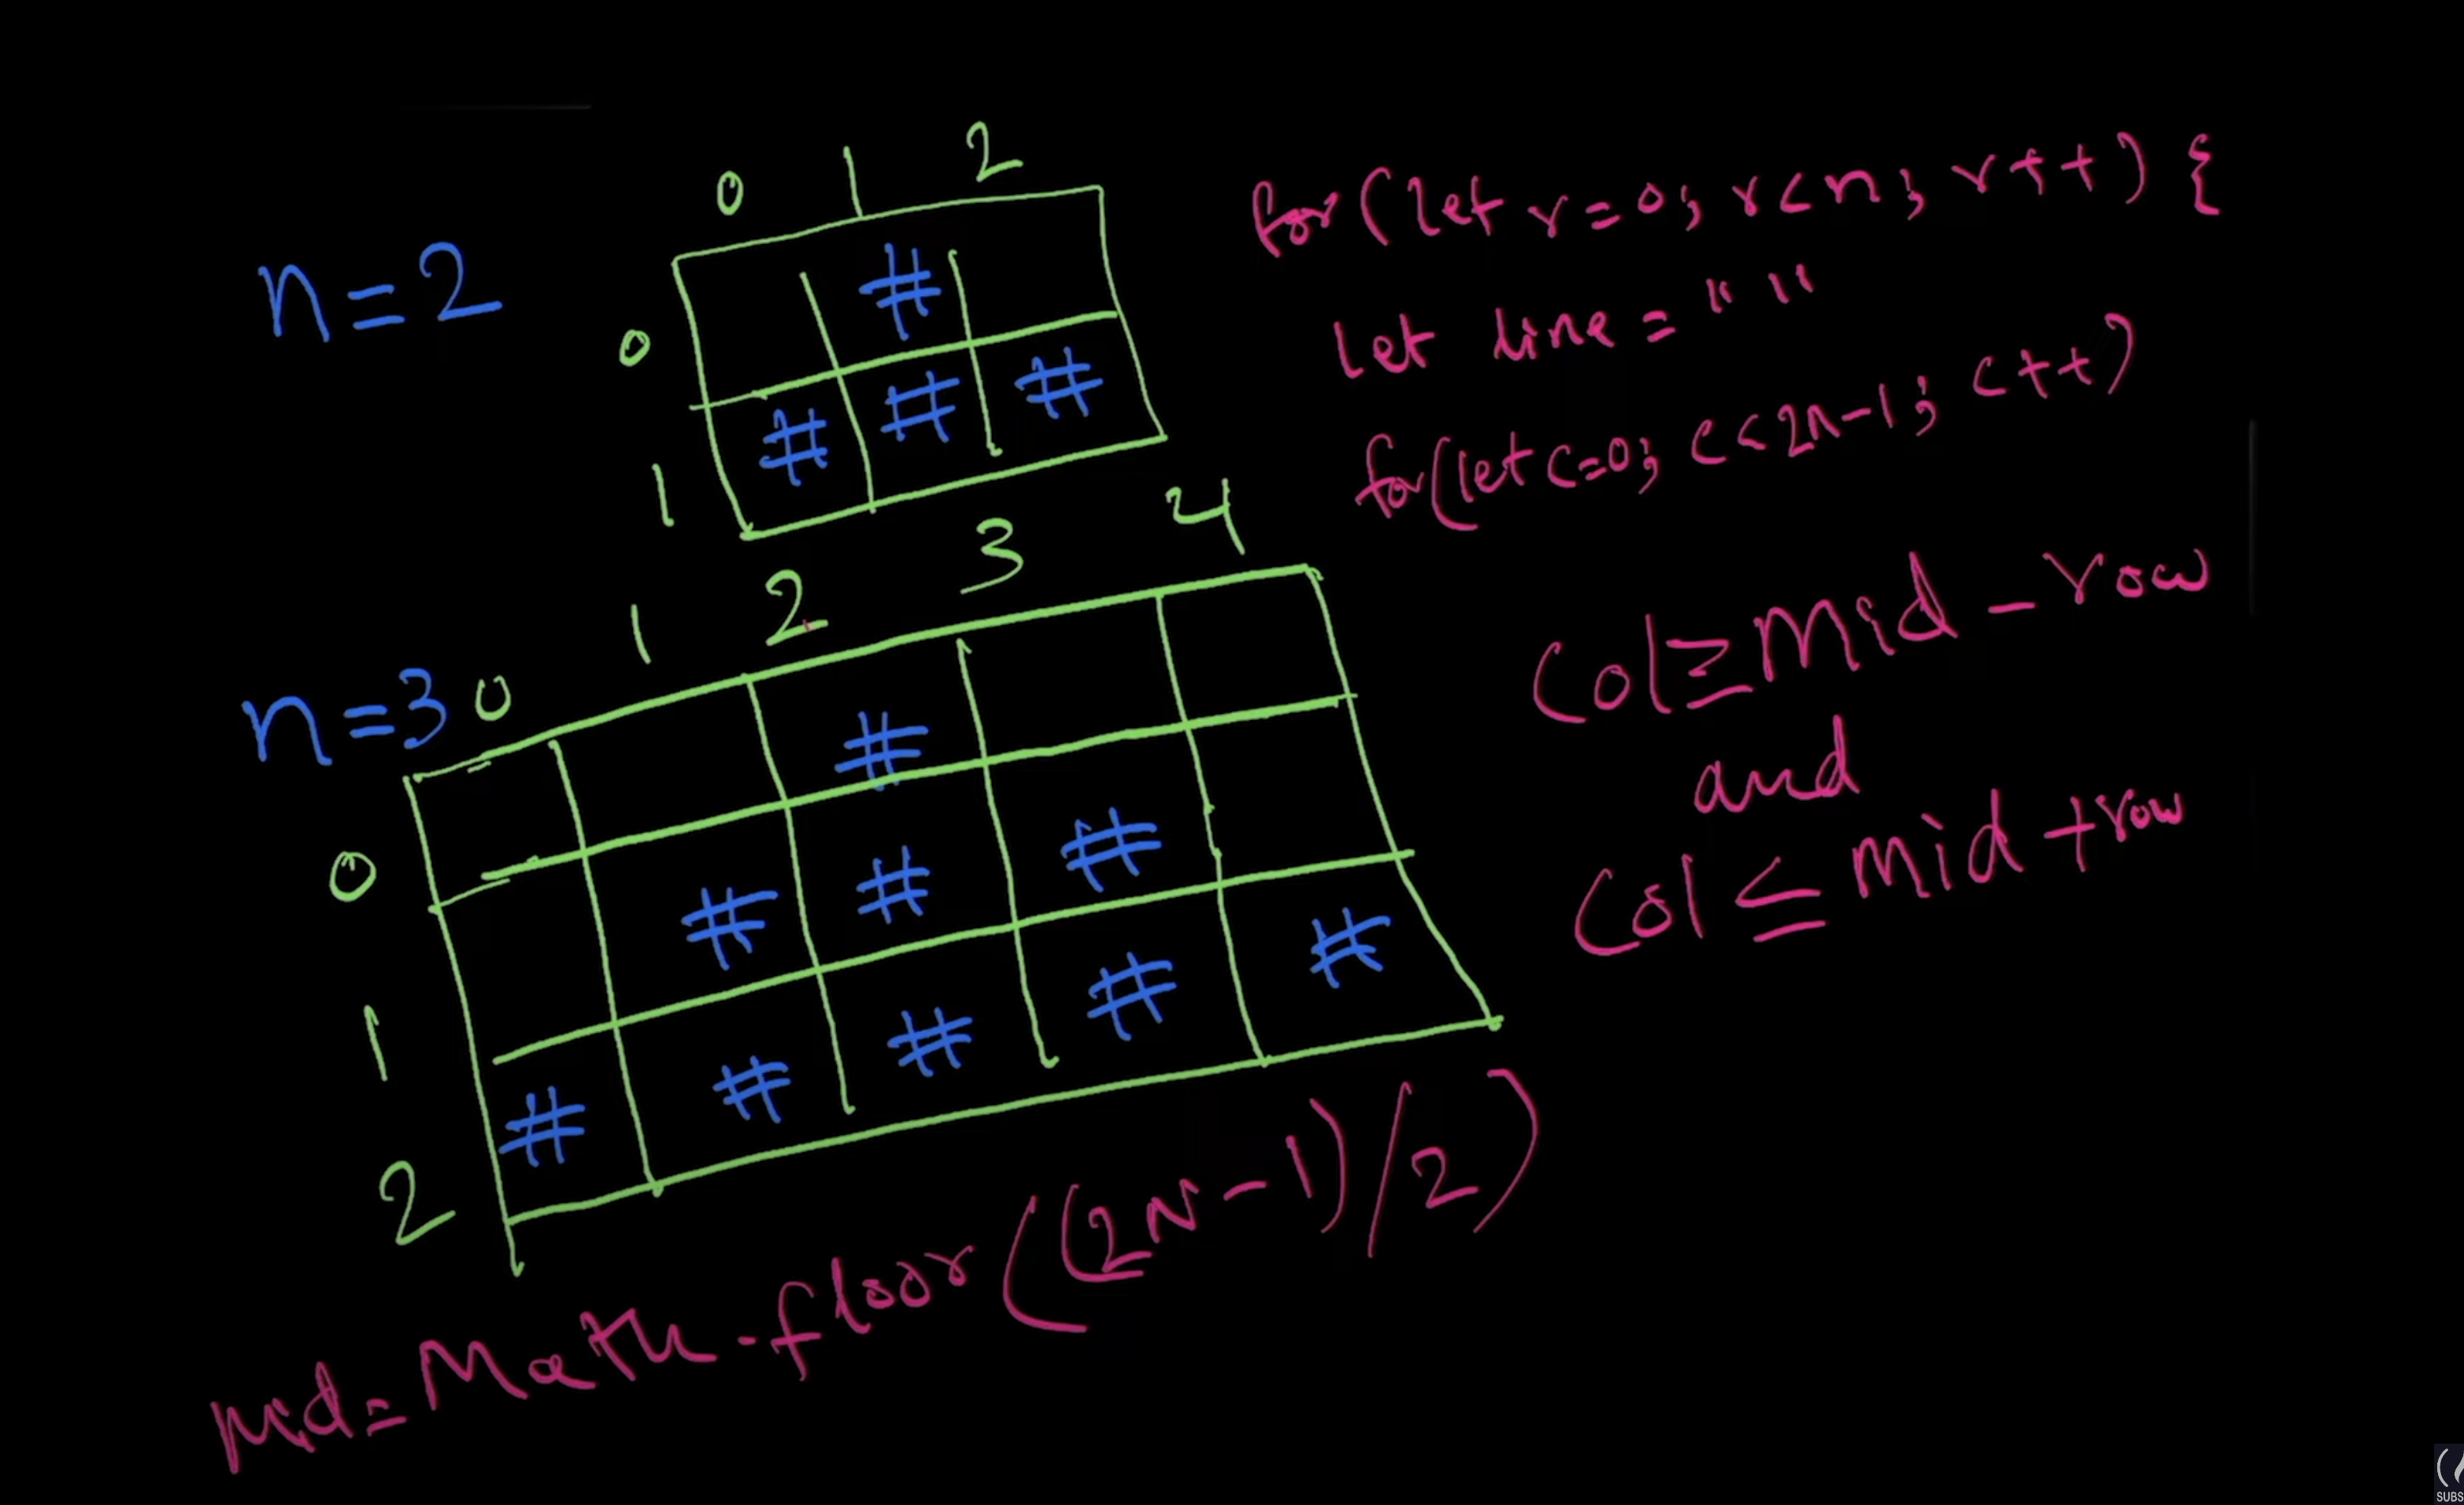 n=2
0 1 2
0 #
1 # # #
n=3
0 1 2 3 4
0 #
1 # # #
2 # # # # #
Mid=Math.floor((2N-1)/2)
for(let r=0; r<n; r++) {
let line = " "
for(let c=0; c<2n-1; c++)
Col≥Mid-row
and
Col≤Mid+row
SUBS